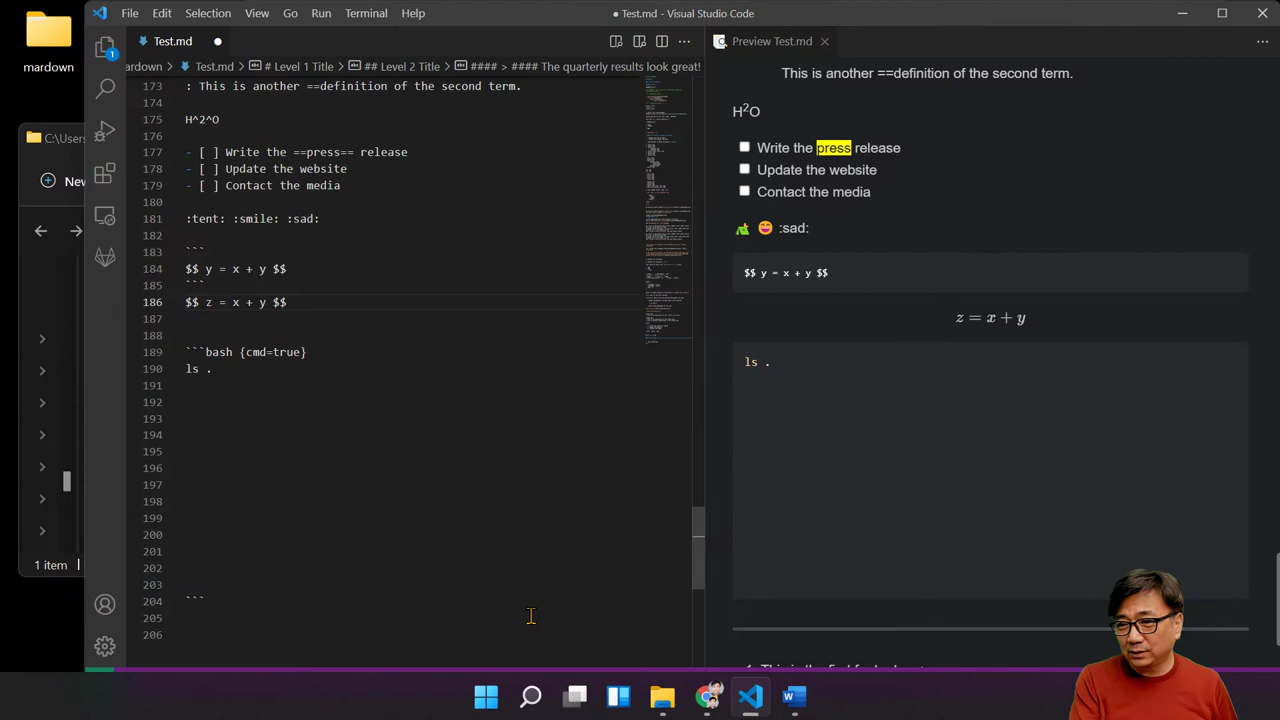 File Edit Selection View Go Run Terminal Help
● Test.md - Visual Studio Code
mardown
Test.md ●
Preview Test.md
ardown > Test.md > # Level 1 Title > ## Level 2 Title > #### > #### The quarterly results look great!
173 : This is another ==definition of the second term.
174
175 H^2^O
176
177 - [ ] Write the ==press== release
178 - [ ] Update the website
179 - [ ] Contact the media
180
181 :tent: :smile: :sad:
182
183 ```
184 $$ y = x + y $$
185 ```
186 $$ z = x + y $$
187
188
189 ```bash {cmd=true}
190 ls .
191
192
193
194
195
196
197
198
199
200
201
202
203
204 ```
205
206
This is another ==definition of the second term.
H2O
Write the press release
Update the website
Contact the media
:sad:
$$ y = x + y $$
z = x + y
ls .
C:\Users
New
1 item
1